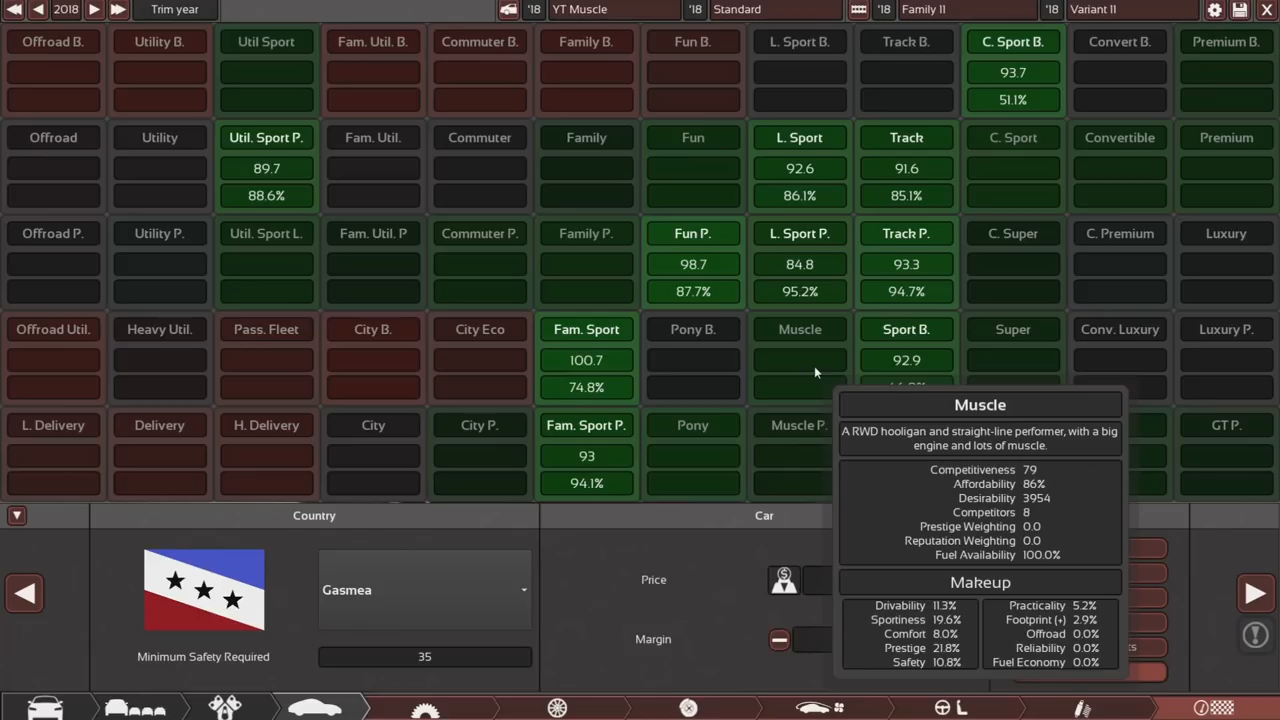 2018 Trim year '18 YT Muscle Standard '18 Family 11 '18 Variant 11
Offroad B. Utility B. Util Sport Fam. Util. B. Commuter B. Family B. Fun B. L. Sport B. Track B. C. Sport B. Convert B. Premium B.
93.7
51.1%
Offroad Utility Util. Sport P. Fam. Util. Commuter Family Fun L. Sport Track C. Sport Convertible Premium
89.7 92.6 91.6
88.6% 86.1% 85.1%
Offroad P. Utility P. Util. Sport L. Fam. Util. P Commuter P. Family P. Fun P. L. Sport P. Track P. C. Super C. Premium Luxury
98.7 84.8 93.3
87.7% 95.2% 94.7%
Offroad Util. Heavy Util. Pass. Fleet City B. City Eco Fam. Sport Pony B. Muscle Sport B. Super Conv. Luxury Luxury P.
100.7 92.9
74.8%
L. Delivery Delivery H. Delivery City City P. Fam. Sport P. Pony Muscle P. GT P.
93
94.1%
Muscle
A RWD hooligan and straight-line performer, with a big
engine and lots of muscle.
Competitiveness 79
Affordability 86%
Desirability 3954
Competitors 8
Prestige Weighting 0.0
Reputation Weighting 0.0
Fuel Availability 100.0%
Makeup
Drivability 11.3% Practicality 5.2%
Sportiness 19.6% Footprint (+) 2.9%
Comfort 8.0% Offroad 0.0%
Prestige 21.8% Reliability 0.0%
Safety 10.8% Fuel Economy 0.0%
Country Car
Gasmea
Price
Margin
Minimum Safety Required 35